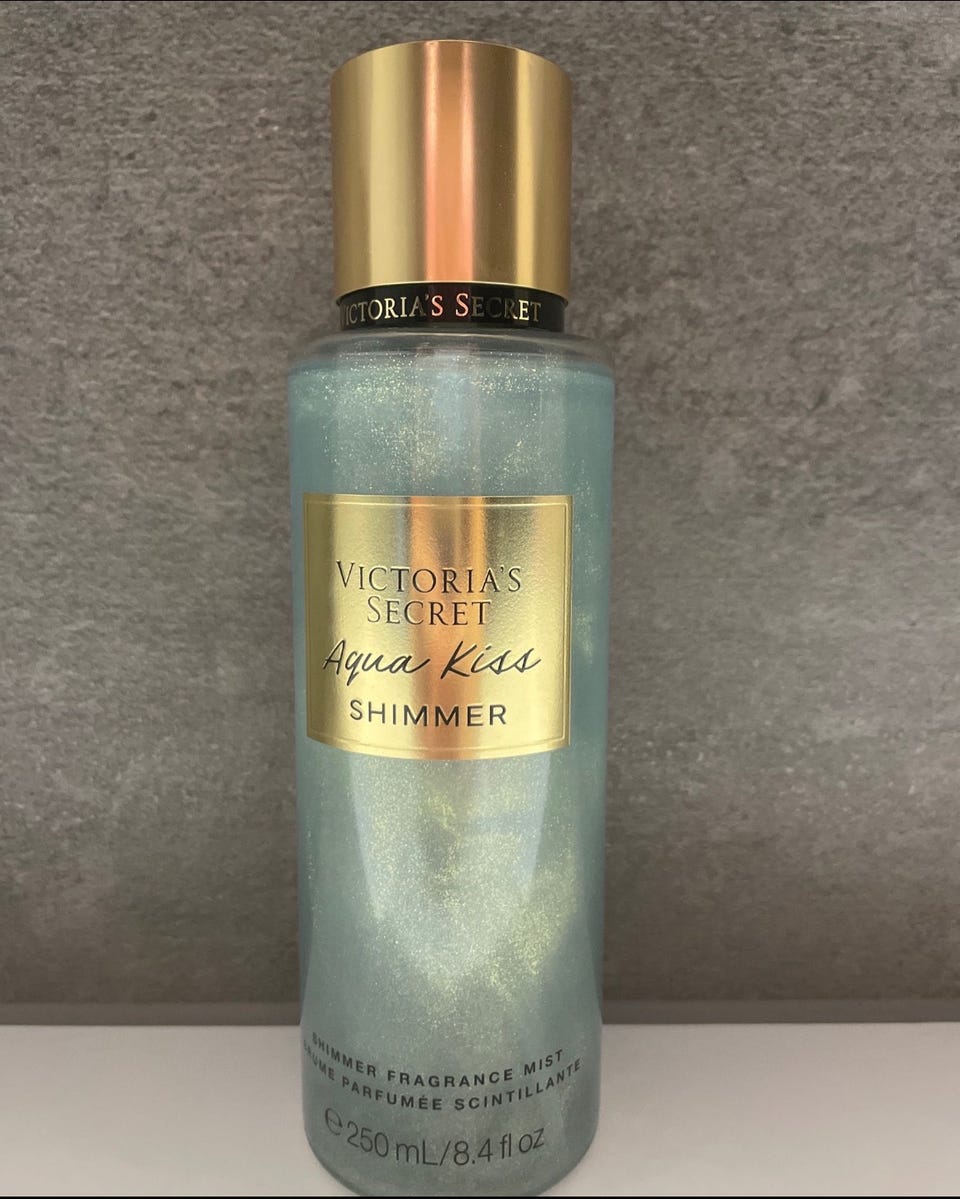 VICTORIA'S SECRET
VICTORIA'S
SECRET
Aqua Kiss
SHIMMER
SHIMMER FRAGRANCE MIST
BRUME PARFUMÉE SCINTILLANTE
℮ 250 mL/8.4 fl oz